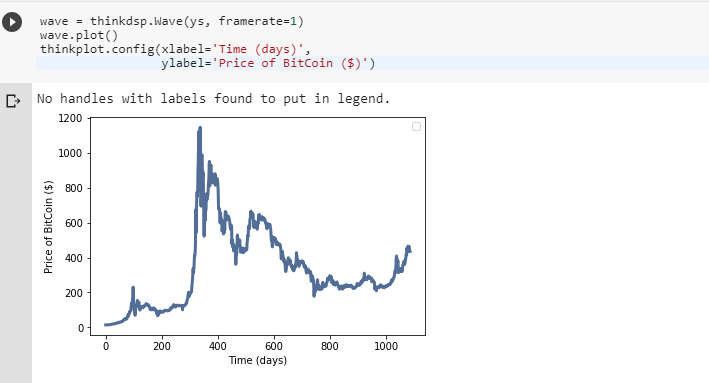 wave = thinkdsp.Wave(ys, framerate=1)
wave.plot()
thinkplot.config(xlabel='Time (days)',
ylabel='Price of BitCoin ($)')
No handles with labels found to put in legend.
1200
1000
800
600
400
200
0
Price of BitCoin ($)
0 200 400 600 800 1000
Time (days)